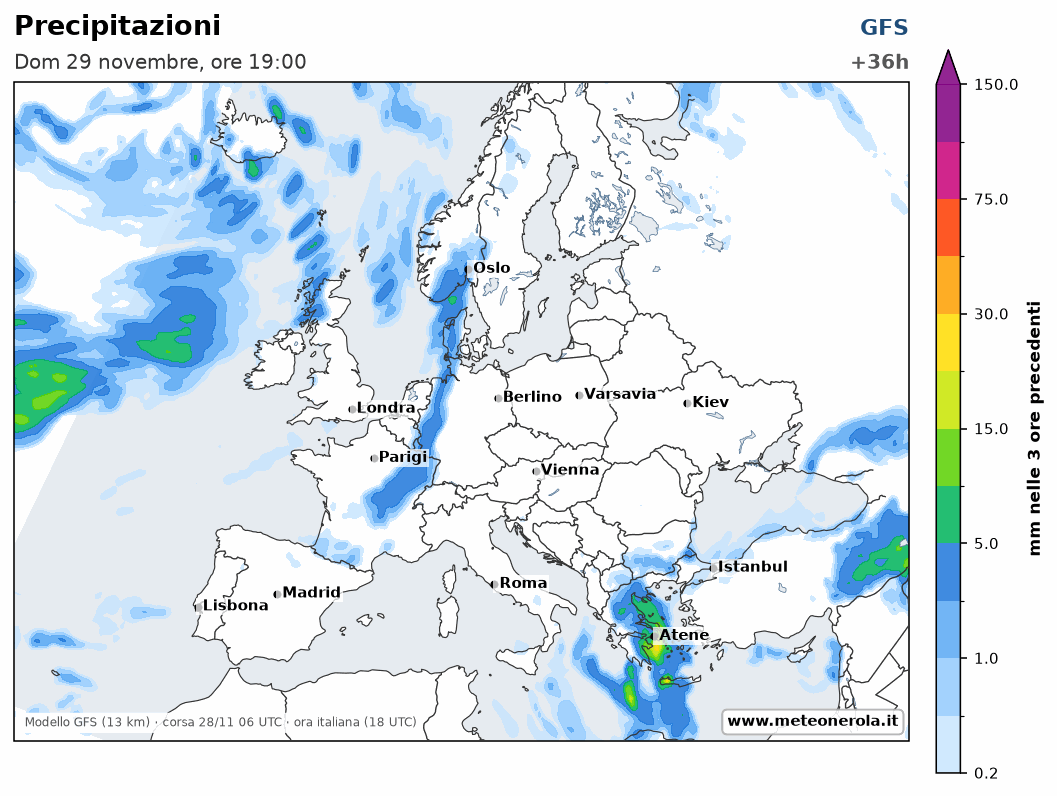 Precipitazioni
GFS
Dom 29 novembre, ore 19:00
+36h
150.0
75.0
30.0
15.0
5.0
1.0
0.2
mm nelle 3 ore precedenti
Oslo
Berlino
Varsavia
Kiev
Londra
Parigi
Vienna
Istanbul
Roma
Madrid
Lisbona
Atene
Modello GFS (13 km) · corsa 28/11 06 UTC · ora italiana (18 UTC)
www.meteonerola.it